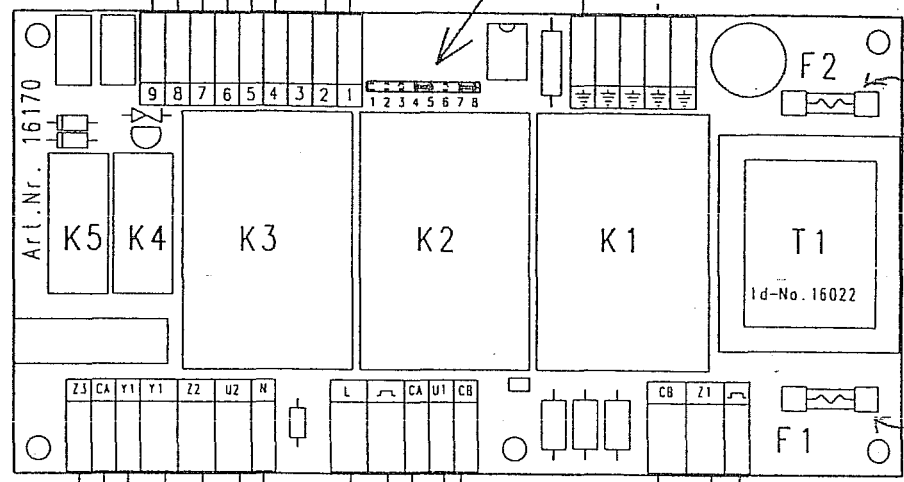 F2
9 8 7 6 5 4 3 2 1
1 2 3 4 5 6 7 8
Art.Nr. 16170
K5 K4 K3 K2 K1 T1
Id-No. 16022
Z3 CA Y1 Y1 Z2 U2 N
L CA U1 CB
CB Z1
F1